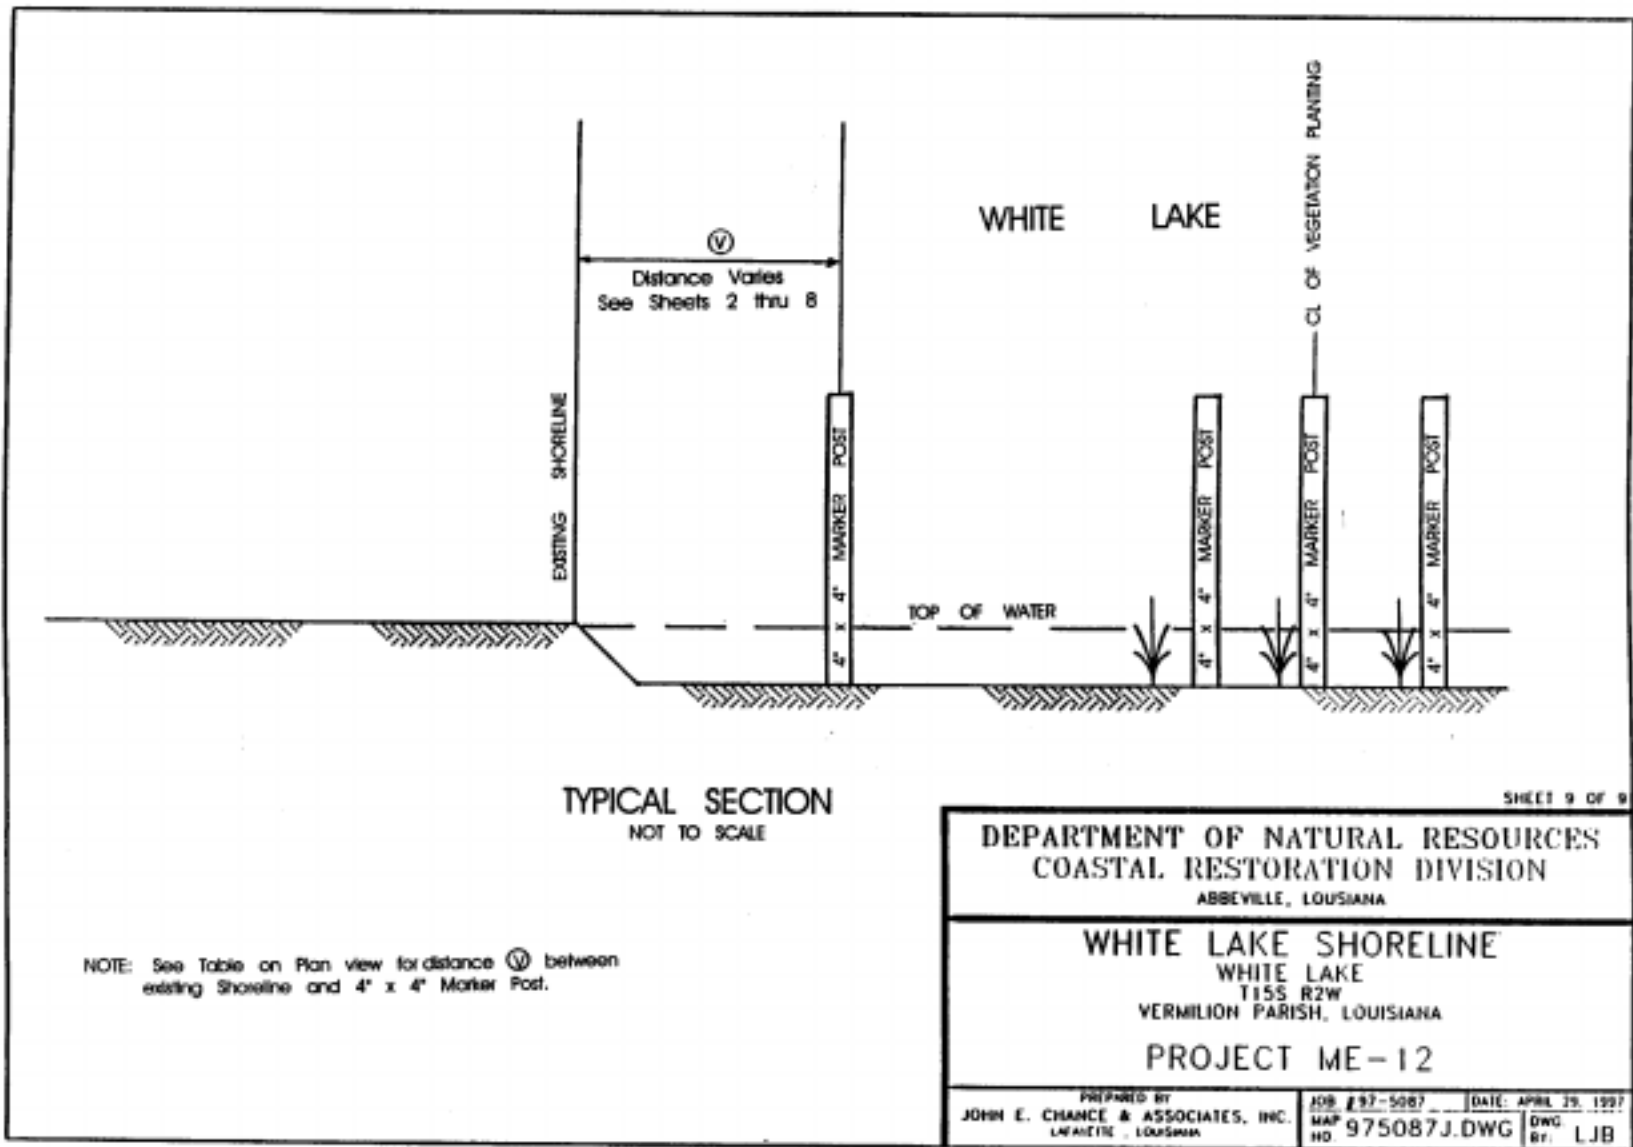 CL OF VEGETATION PLANTING
WHITE LAKE
V
Distance Varies
See Sheets 2 thru 8
EXISTING SHORELINE
4" x 4" MARKER POST
4" x 4" MARKER POST
4" x 4" MARKER POST
4" x 4" MARKER POST
TOP OF WATER
TYPICAL SECTION
NOT TO SCALE
SHEET 9 OF 9
DEPARTMENT OF NATURAL RESOURCES
COASTAL RESTORATION DIVISION
ABBEVILLE, LOUSIANA
NOTE: See Table on Plan view for distance V between
existing Shoreline and 4" x 4" Marker Post.
WHITE LAKE SHORELINE
WHITE LAKE
T15S R2W
VERMILION PARISH, LOUISIANA
PROJECT ME-12
PREPARED BY
JOHN E. CHANCE & ASSOCIATES, INC.
LAFAYETTE , LOUISIANA
JOB #97-5087 DATE: APRIL 29, 1997
MAP NO. 975087J.DWG DWG. BY: LJB